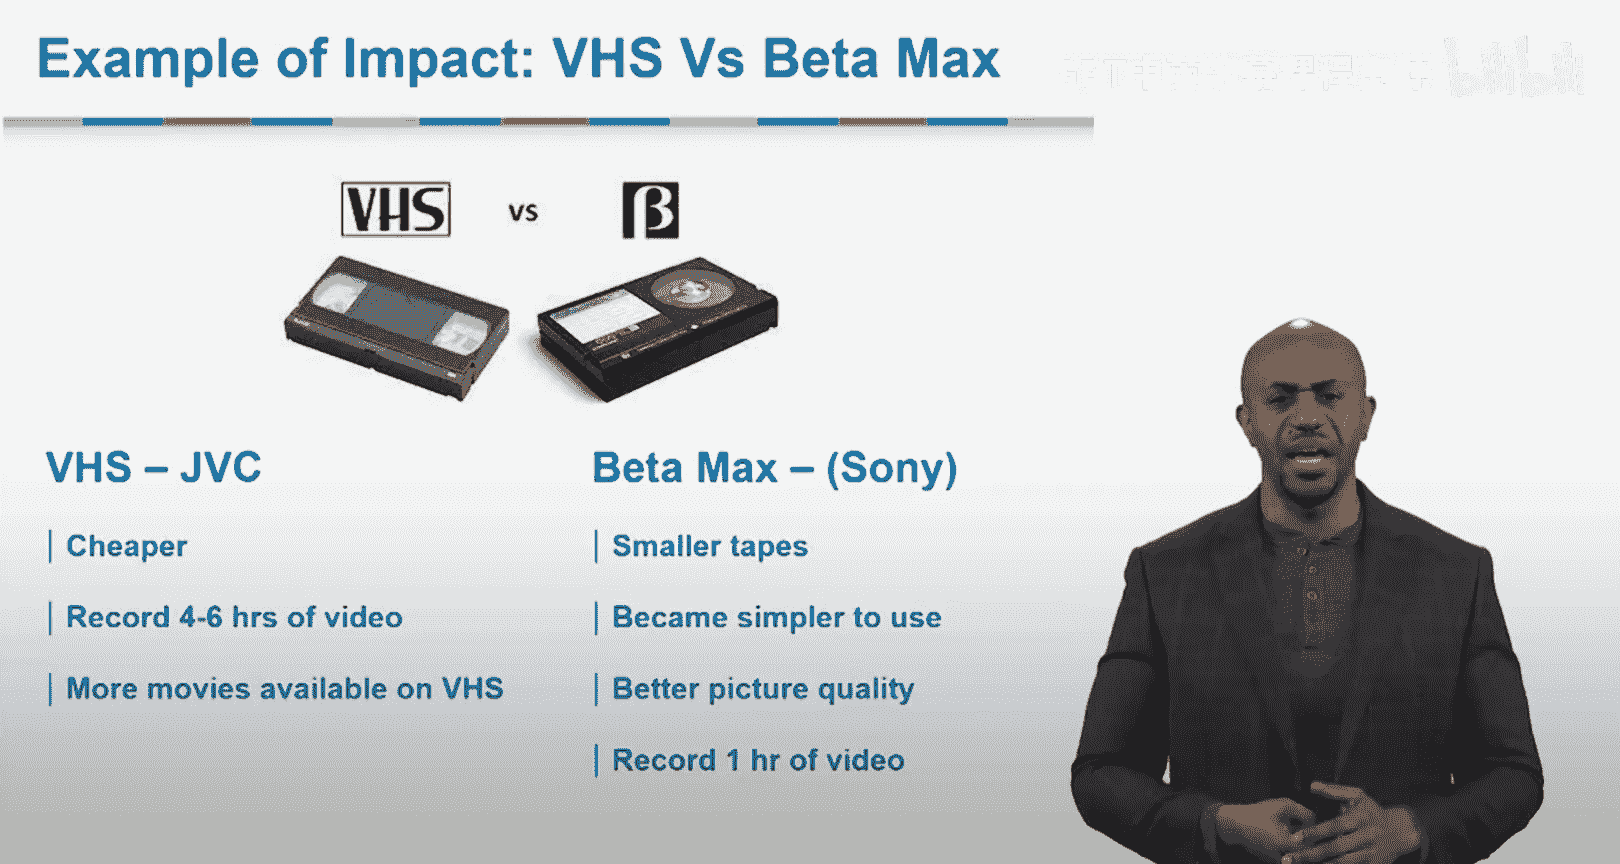 Example of Impact: VHS Vs Beta Max
bilibili
VHS vs β
VHS – JVC
Cheaper
Record 4-6 hrs of video
More movies available on VHS
Beta Max – (Sony)
Smaller tapes
Became simpler to use
Better picture quality
Record 1 hr of video